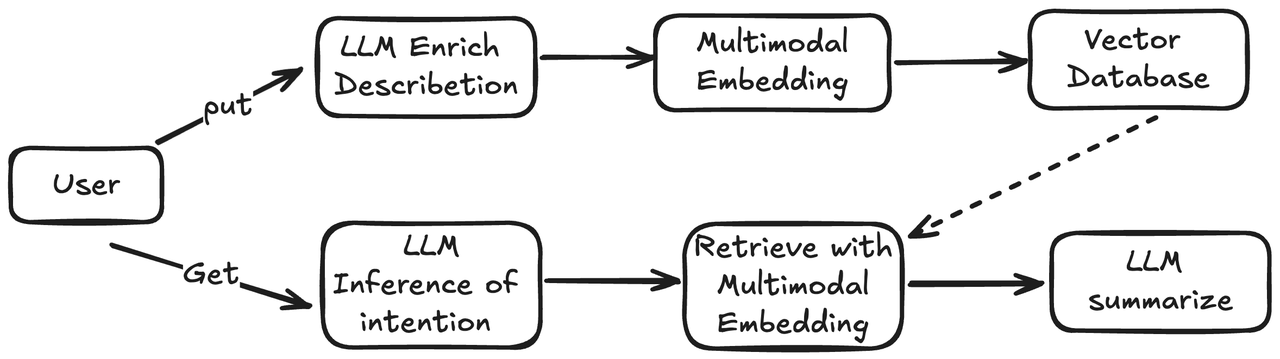 LLM Enrich
Describetion
Multimodal
Embedding
Vector
Database
put
User
Get
LLM
Inference of
intention
Retrieve with
Multimodal
Embedding
LLM
summarize